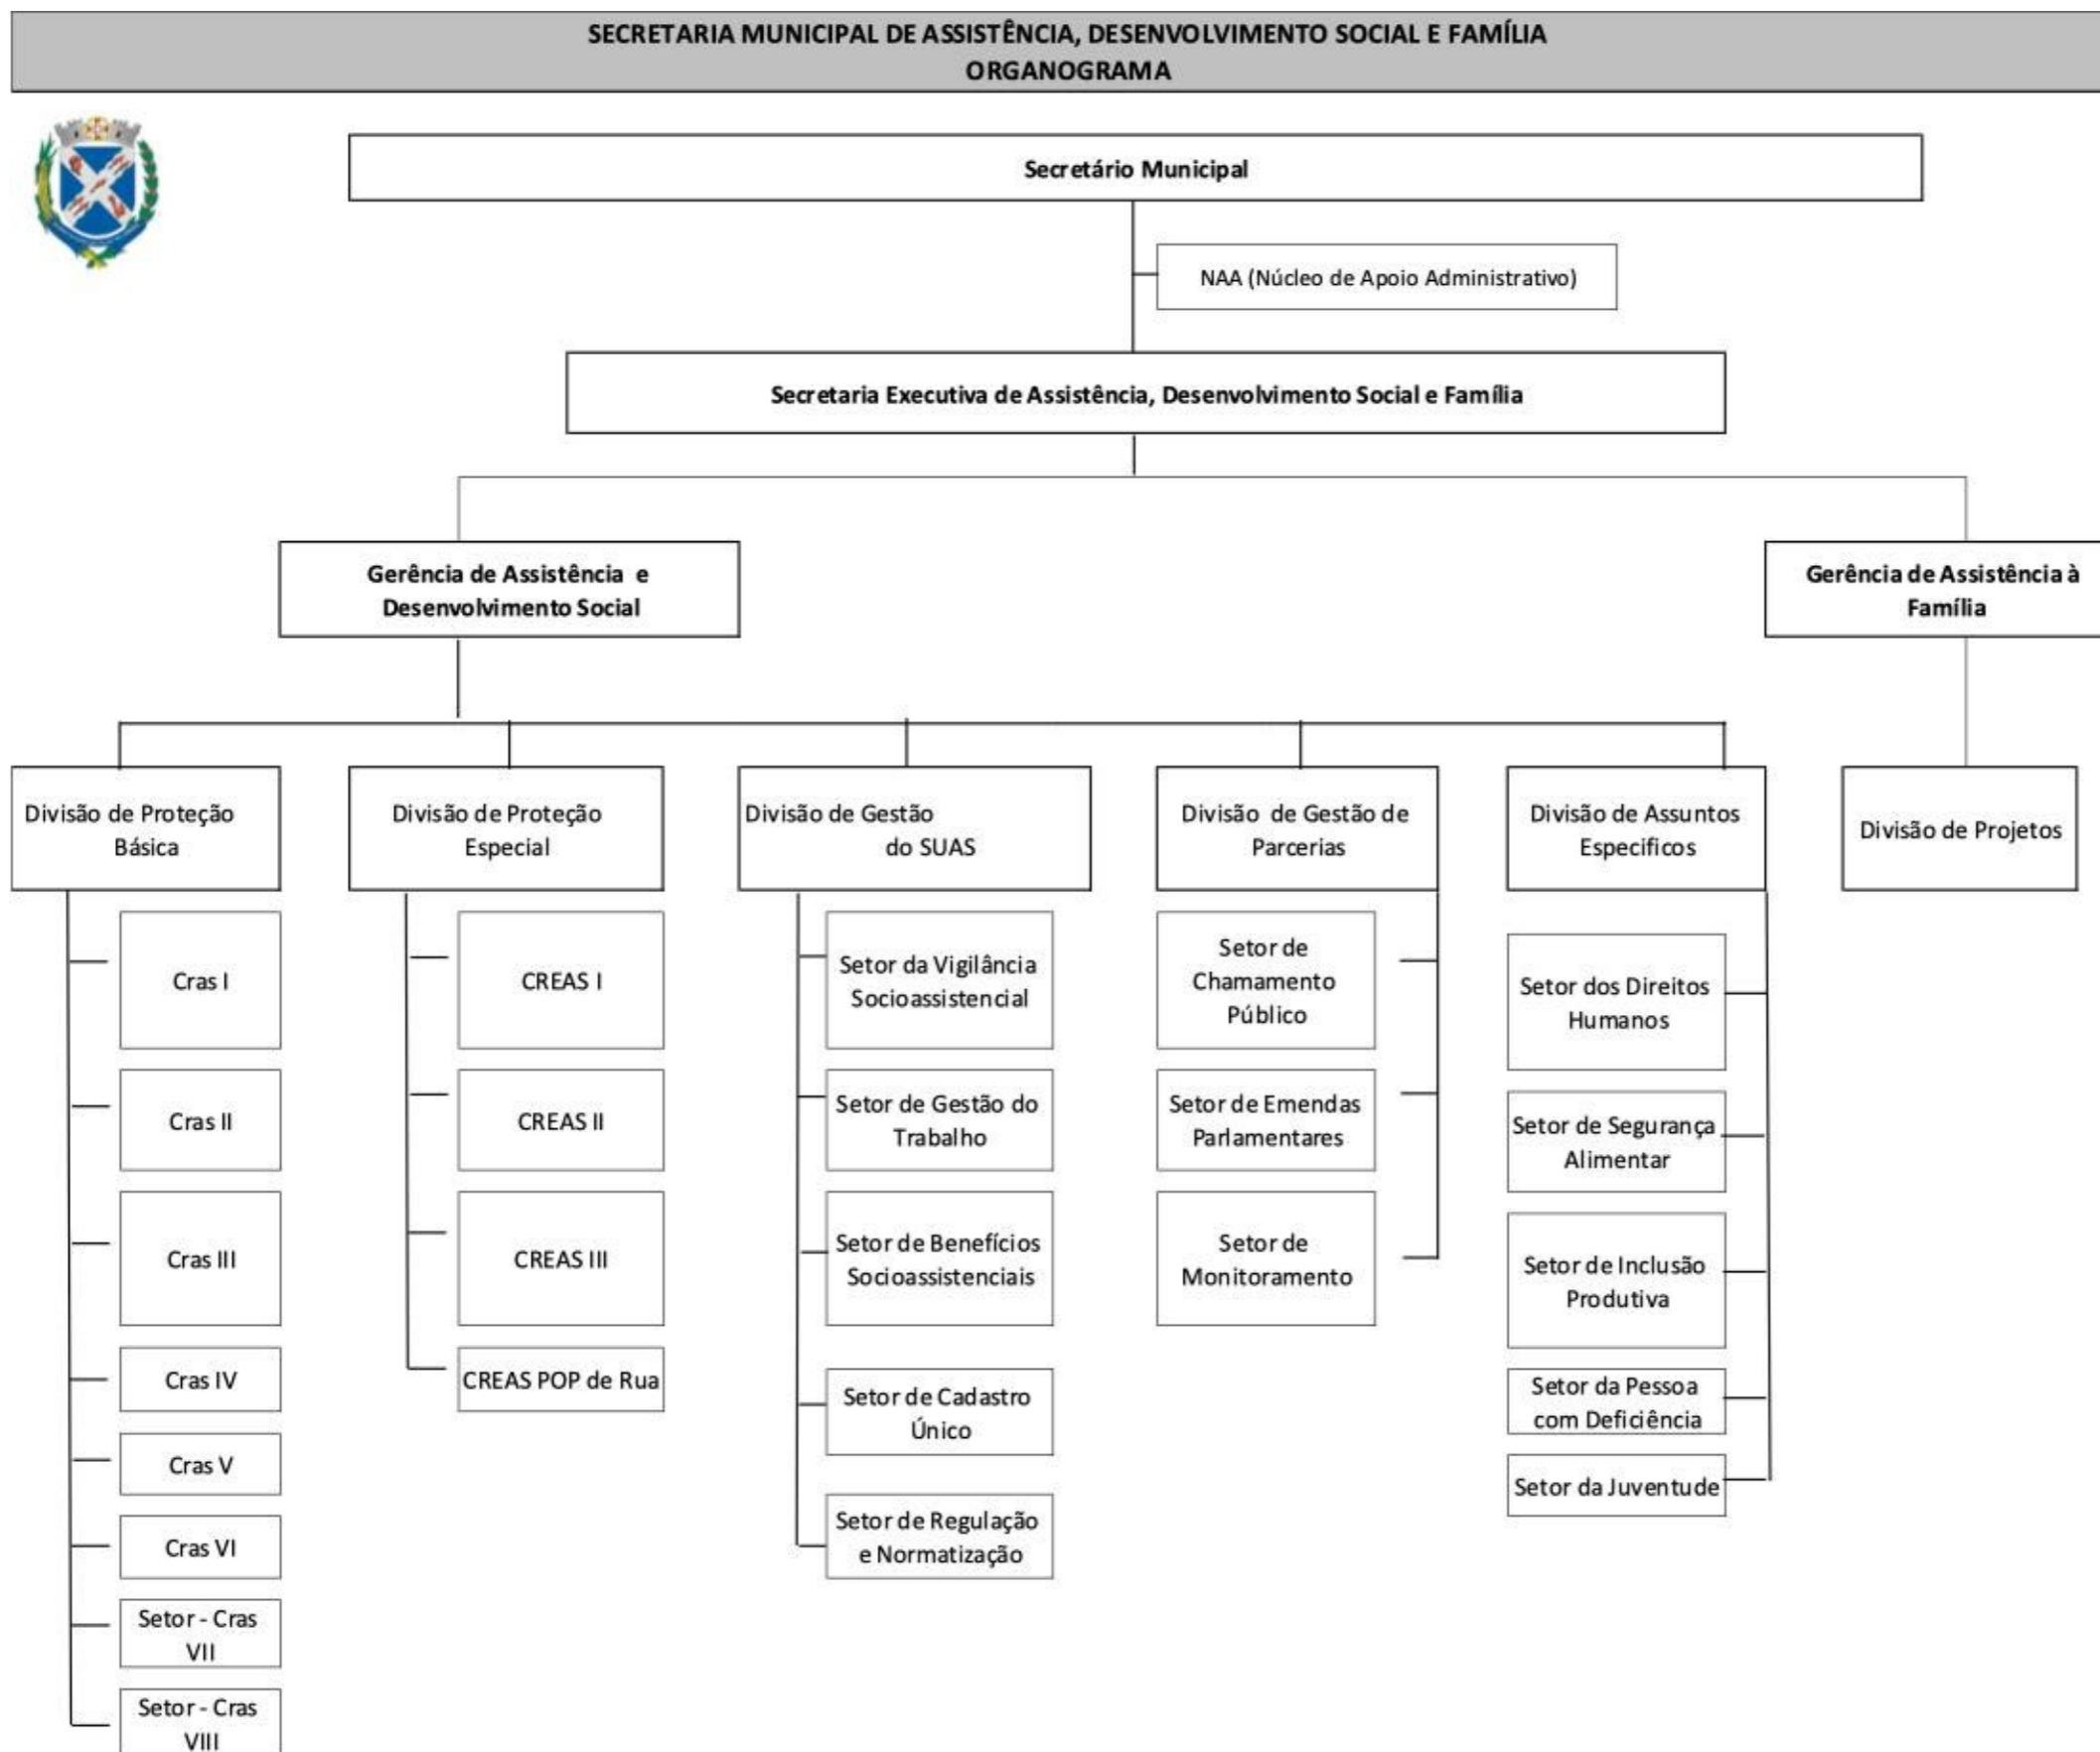 SECRETARIA MUNICIPAL DE ASSISTÊNCIA, DESENVOLVIMENTO SOCIAL E FAMÍLIA
ORGANOGRAMA
Secretário Municipal
NAA (Núcleo de Apoio Administrativo)
Secretaria Executiva de Assistência, Desenvolvimento Social e Família
Gerência de Assistência e
Desenvolvimento Social
Gerência de Assistência à
Família
Divisão de Proteção
Básica
Divisão de Proteção
Especial
Divisão de Gestão
do SUAS
Divisão de Gestão de
Parcerias
Divisão de Assuntos
Especificos
Divisão de Projetos
Cras I
Cras II
Cras III
Cras IV
Cras V
Cras VI
Setor - Cras
VII
Setor - Cras
VIII
CREAS I
CREAS II
CREAS III
CREAS POP de Rua
Setor da Vigilância
Socioassistencial
Setor de Gestão do
Trabalho
Setor de Benefícios
Socioassistenciais
Setor de Cadastro
Único
Setor de Regulação
e Normatização
Setor de
Chamamento
Público
Setor de Emendas
Parlamentares
Setor de
Monitoramento
Setor dos Direitos
Humanos
Setor de Segurança
Alimentar
Setor de Inclusão
Produtiva
Setor da Pessoa
com Deficiência
Setor da Juventude